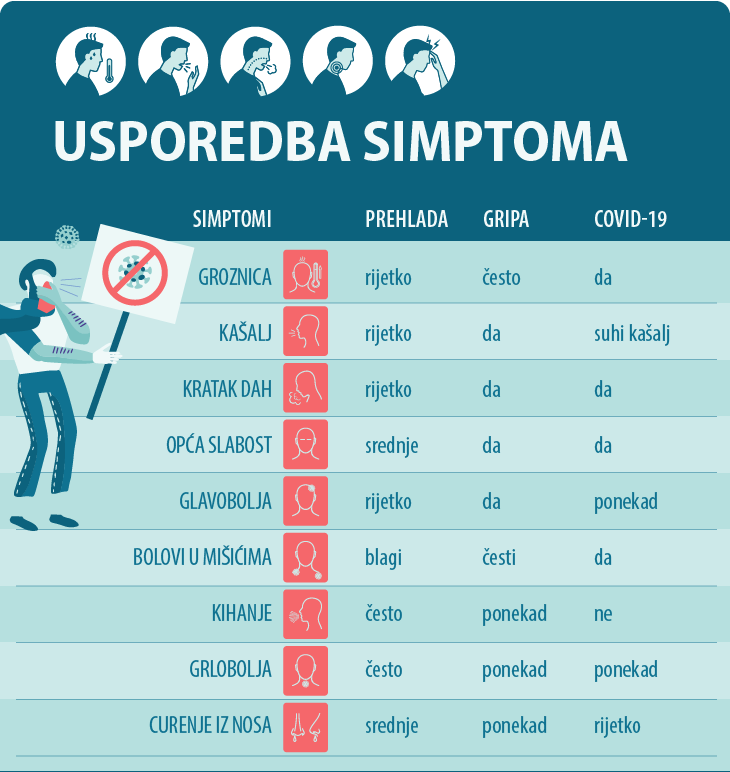 USPOREDBA SIMPTOMA
SIMPTOMI PREHLADA GRIPA COVID-19
GROZNICA rijetko često da
KAŠALJ rijetko da suhi kašalj
KRATAK DAH rijetko da da
OPĆA SLABOST srednje da da
GLAVOBOLJA rijetko da ponekad
BOLOVI U MIŠIĆIMA blagi česti da
KIHANJE često ponekad ne
GRLOBOLJA često ponekad ponekad
CURENJE IZ NOSA srednje ponekad rijetko